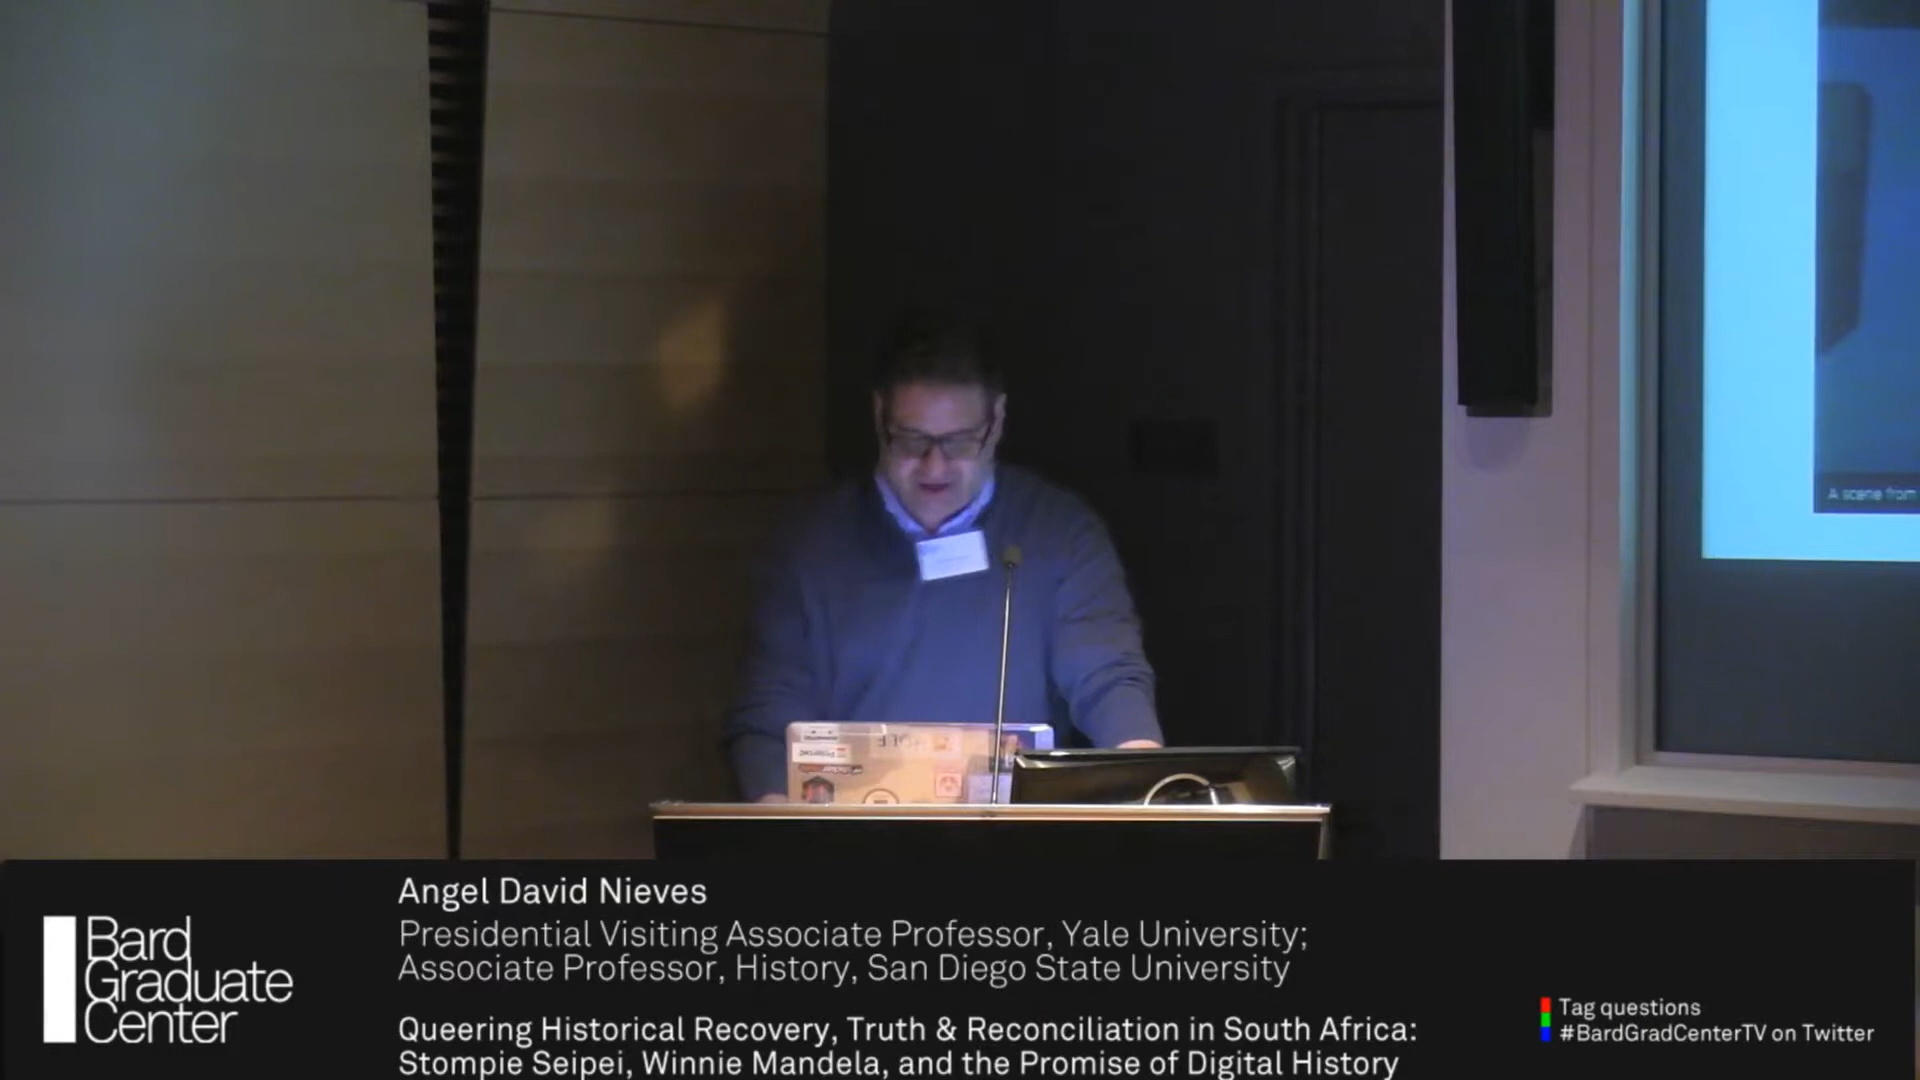 A scene from
Angel David Nieves
Presidential Visiting Associate Professor, Yale University;
Associate Professor, History, San Diego State University
Bard
Graduate
Center
Queering Historical Recovery, Truth & Reconciliation in South Africa:
Stompie Seipei, Winnie Mandela, and the Promise of Digital History
Tag questions
#BardGradCenterTV on Twitter